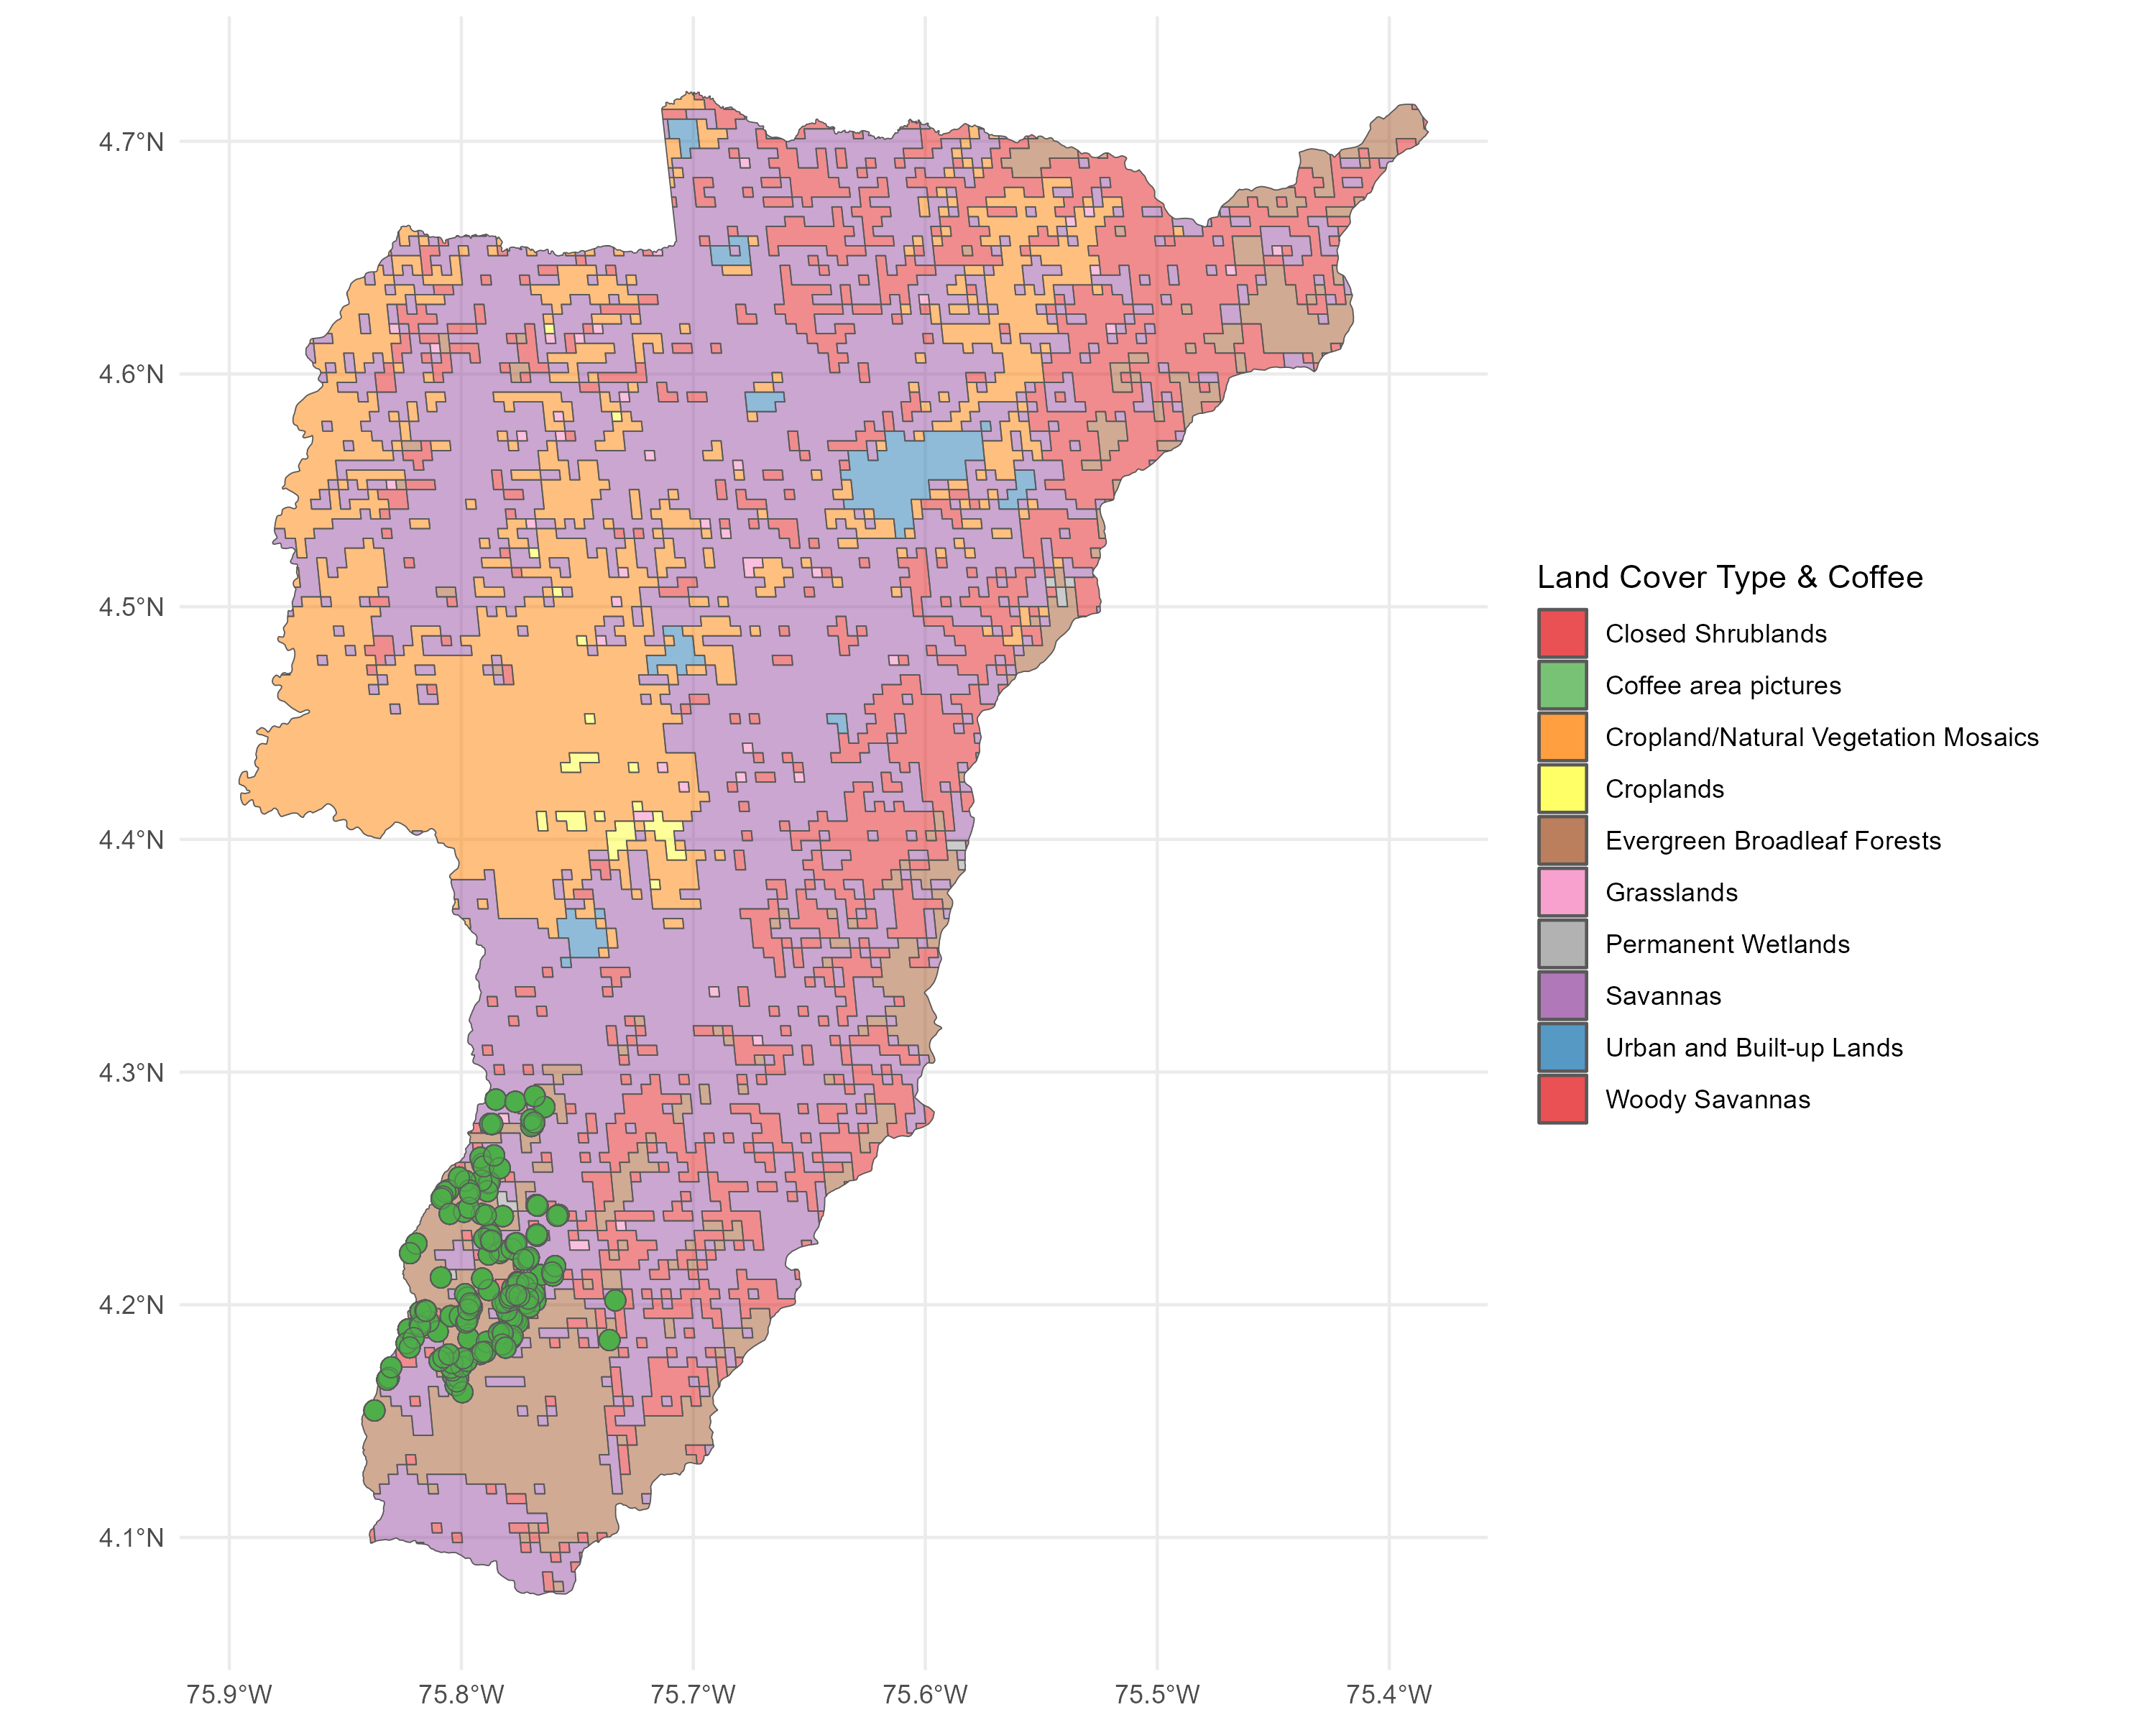 4.7°N
4.6°N
4.5°N
4.4°N
4.3°N
4.2°N
4.1°N
75.9°W 75.8°W 75.7°W 75.6°W 75.5°W 75.4°W
Land Cover Type & Coffee
Closed Shrublands
Coffee area pictures
Cropland/Natural Vegetation Mosaics
Croplands
Evergreen Broadleaf Forests
Grasslands
Permanent Wetlands
Savannas
Urban and Built-up Lands
Woody Savannas